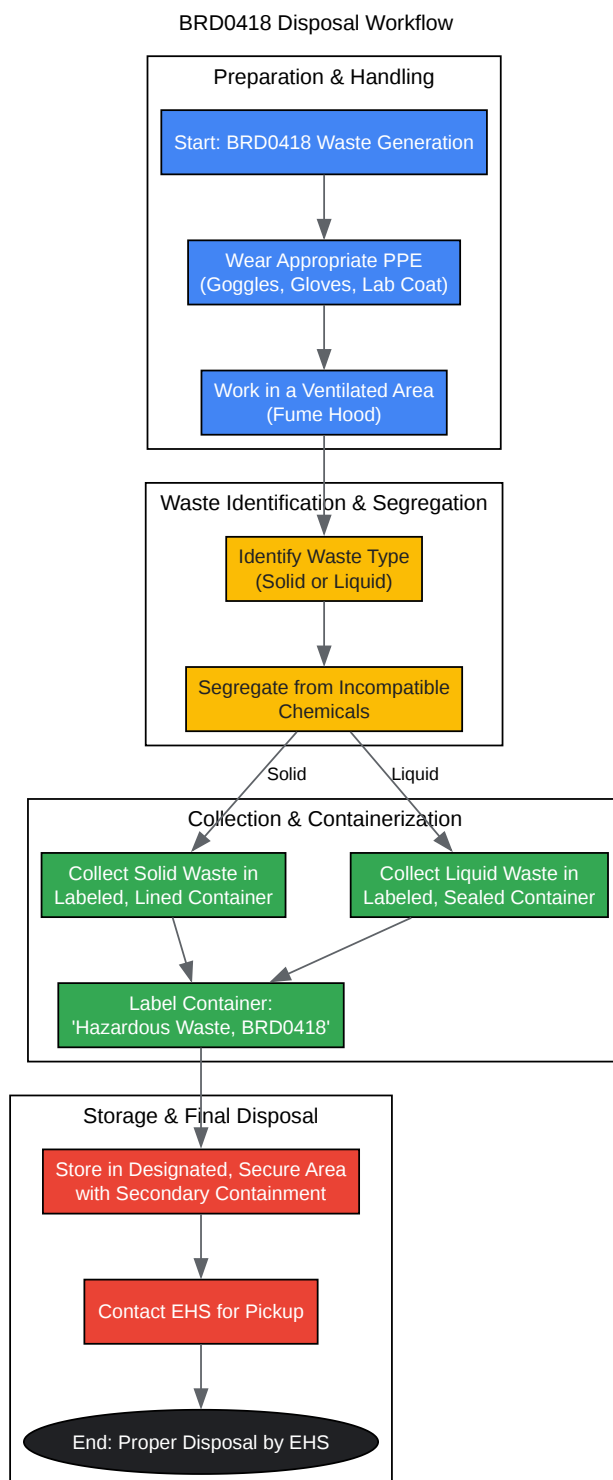 BRD0418 Disposal Workflow
Preparation & Handling
Start: BRD0418 Waste Generation
Wear Appropriate PPE
(Goggles, Gloves, Lab Coat)
Work in a Ventilated Area
(Fume Hood)
Waste Identification & Segregation
Identify Waste Type
(Solid or Liquid)
Segregate from Incompatible
Chemicals
Solid
Liquid
Collection & Containerization
Collect Solid Waste in
Labeled, Lined Container
Collect Liquid Waste in
Labeled, Sealed Container
Label Container:
'Hazardous Waste, BRD0418'
Storage & Final Disposal
Store in Designated, Secure Area
with Secondary Containment
Contact EHS for Pickup
End: Proper Disposal by EHS